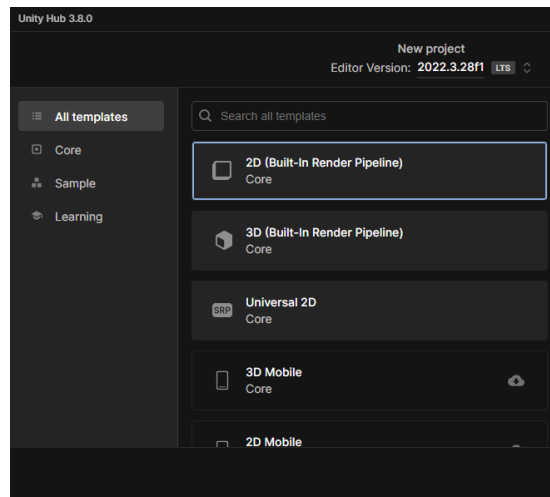 Unity Hub 3.8.0
New project
Editor Version: 2022.3.28f1 LTS
All templates
Core
Sample
Learning
Search all templates
2D (Built-In Render Pipeline)
Core
3D (Built-In Render Pipeline)
Core
SRP
Universal 2D
Core
3D Mobile
Core
2D Mobile